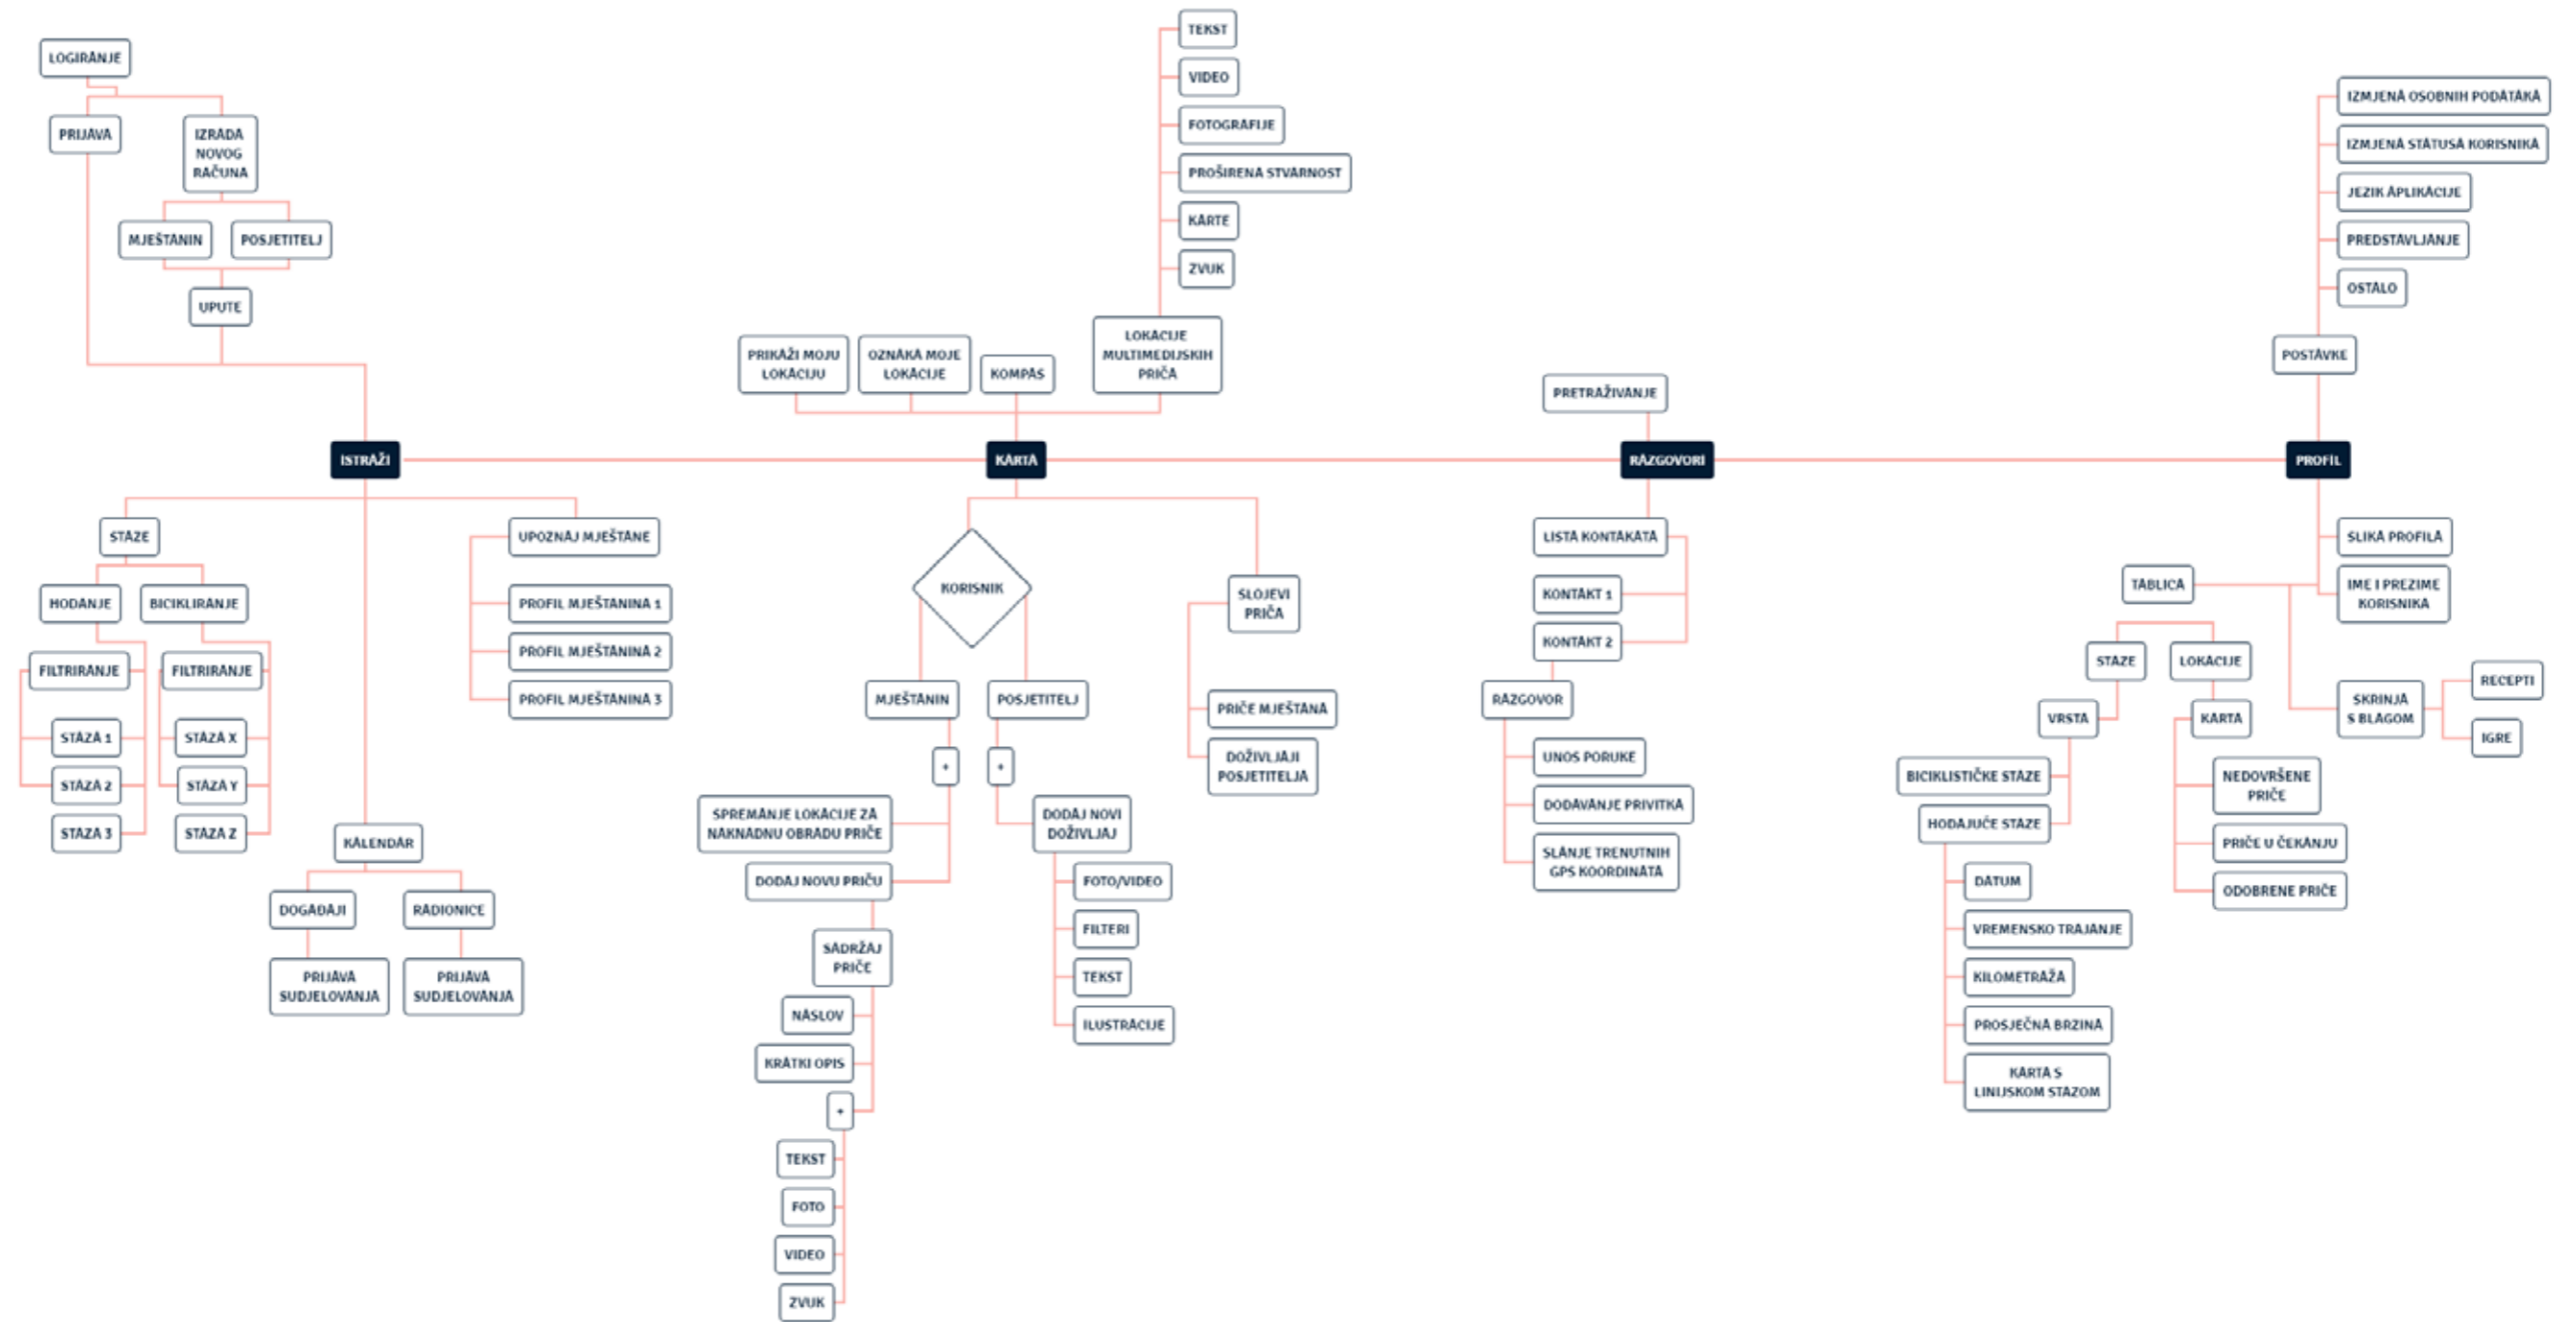 LOGIRANJE
PRIJAVA
IZRADA
NOVOG
RAČUNA
MJEŠTANIN
POSJETITELJ
UPUTE
ISTRAŽI
STAZE
HODANJE
BICIKLIRANJE
FILTRIRANJE
FILTRIRANJE
STAZA 1
STAZA 2
STAZA 3
STAZA X
STAZA Y
STAZA Z
KALENDAR
DOGAĐAJI
RADIONICE
PRIJAVA
SUDJELOVANJA
PRIJAVA
SUDJELOVANJA
UPOZNAJ MJEŠTANE
PROFIL MJEŠTANINA 1
PROFIL MJEŠTANINA 2
PROFIL MJEŠTANINA 3
TEKST
VIDEO
FOTOGRAFIJE
PROŠIRENA STVARNOST
KARTE
ZVUK
PRIKAŽI MOJU
LOKACIJU
OZNAKA MOJE
LOKACIJE
KOMPAS
LOKACIJE
MULTIMEDIJSKIH
PRIČA
KARTA
KORISNIK
MJEŠTANIN
POSJETITELJ
+
+
SPREMANJE LOKACIJE ZA
NAKNADNU OBRADU PRIČE
DODAJ NOVU PRIČU
SADRŽAJ
PRIČE
NASLOV
KRATKI OPIS
+
TEKST
FOTO
VIDEO
ZVUK
DODAJ NOVI
DOŽIVLJAJ
FOTO/VIDEO
FILTERI
TEKST
ILUSTRACIJE
SLOJEVI
PRIČA
PRIČE MJEŠTANA
DOŽIVLJAJI
POSJETITELJA
PRETRAŽIVANJE
RAZGOVORI
LISTA KONTAKATA
KONTAKT 1
KONTAKT 2
RAZGOVOR
UNOS PORUKE
DODAVANJE PRIVITKA
SLANJE TRENUTNIH
GPS KOORDINATA
IZMJENA OSOBNIH PODATAKA
IZMJENA STATUSA KORISNIKA
JEZIK APLIKACIJE
PREDSTAVLJANJE
OSTALO
POSTAVKE
PROFIL
SLIKA PROFILA
IME I PREZIME
KORISNIKA
TABLICA
STAZE
LOKACIJE
VRSTA
KARTA
BICIKLISTIČKE STAZE
HODAJUĆE STAZE
DATUM
VREMENSKO TRAJANJE
KILOMETRAŽA
PROSJEČNA BRZINA
KARTA S
LINIJSKOM STAZOM
NEDOVRŠENE
PRIČE
PRIČE U ČEKANJU
ODOBRENE PRIČE
SKRINJA
S BLAGOM
RECEPTI
IGRE